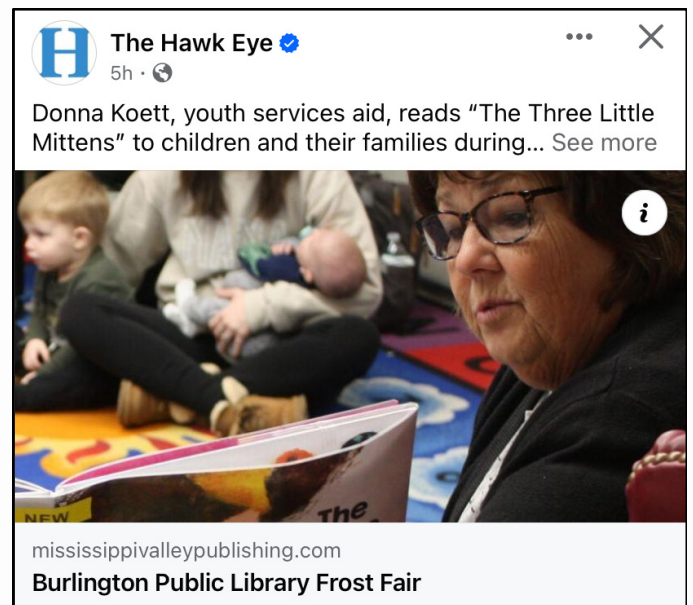 H
The Hawk Eye
5h
Donna Koett, youth services aid, reads “The Three Little
Mittens” to children and their families during... See more
i
NEW
The
mississippivalleypublishing.com
Burlington Public Library Frost Fair